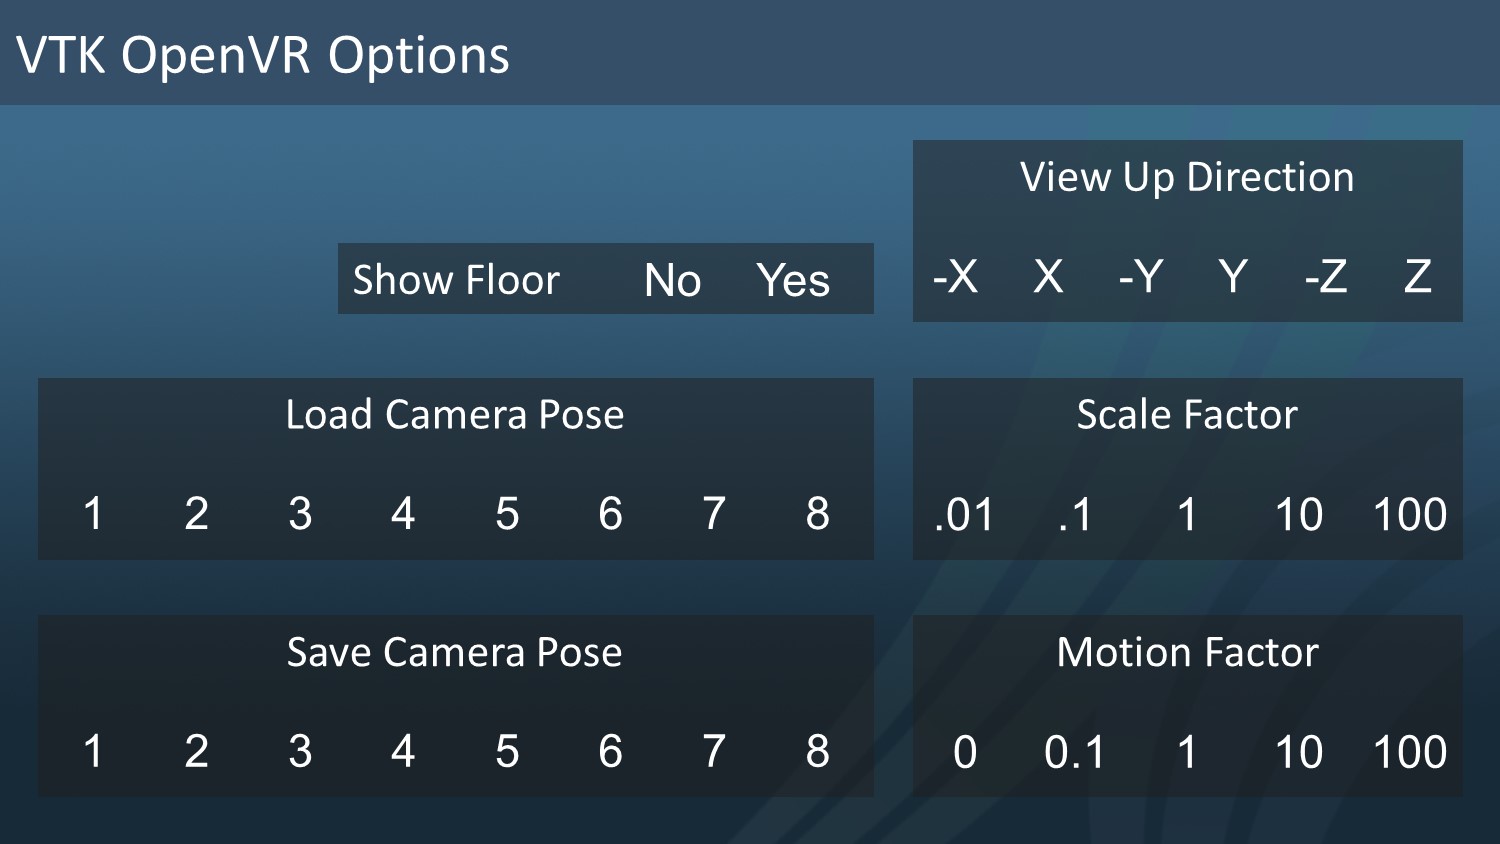 VTK OpenVR Options
View Up Direction
-X X -Y Y -Z Z
Show Floor No Yes
Load Camera Pose
1 2 3 4 5 6 7 8
Scale Factor
.01 .1 1 10 100
Save Camera Pose
1 2 3 4 5 6 7 8
Motion Factor
0 0.1 1 10 100